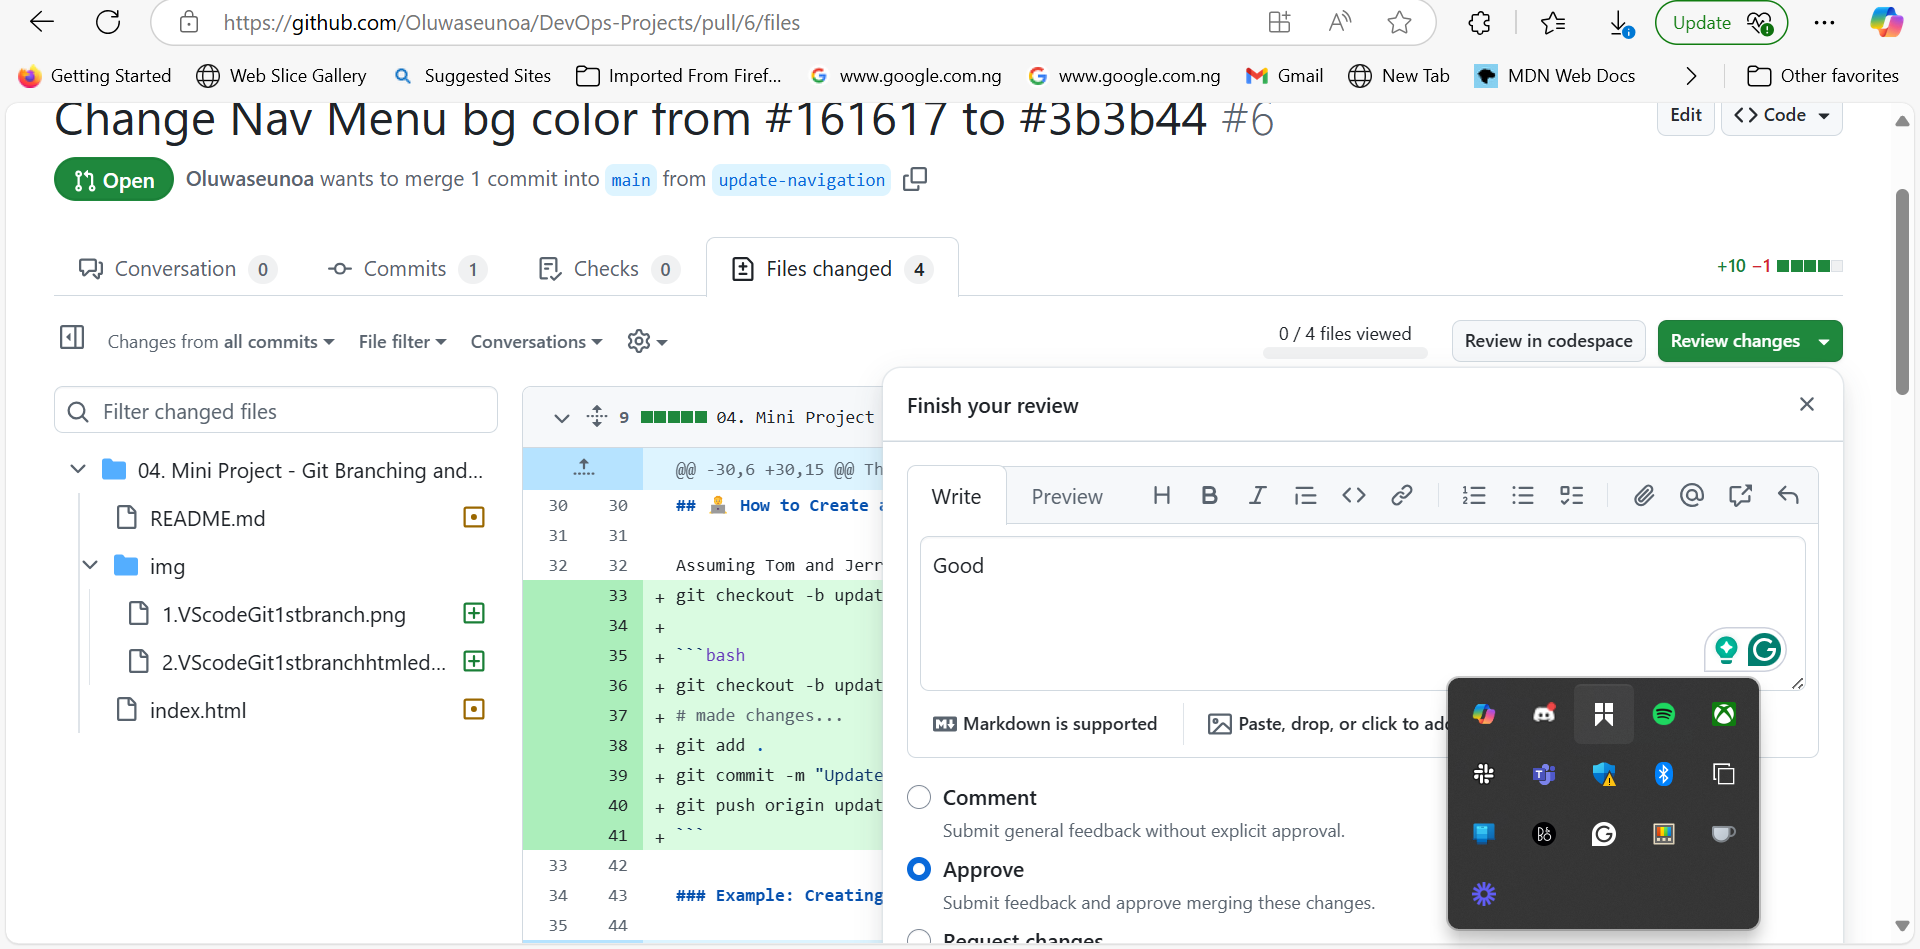 https://github.com/Oluwaseunoa/DevOps-Projects/pull/6/files
Update
Getting Started
Web Slice Gallery
Suggested Sites
Imported From Firef...
www.google.com.ng
www.google.com.ng
Gmail
New Tab
MDN Web Docs
Other favorites
Change Nav Menu bg color from #161617 to #3b3b44 #6
Edit
<> Code
Open
Oluwaseunoa wants to merge 1 commit into main from update-navigation
Conversation 0
Commits 1
Checks 0
Files changed 4
+10 −1
Changes from all commits
File filter
Conversations
0 / 4 files viewed
Review in codespace
Review changes
Filter changed files
04. Mini Project - Git Branching and...
README.md
img
1.VScodeGit1stbranch.png
2.VScodeGit1stbranchhtmled...
index.html
9 04. Mini Project
@@ -30,6 +30,15 @@ Th
30 30 ## 🧑‍💻 How to Create a
31 31
32 32 Assuming Tom and Jerr
33 + git checkout -b updat
34 +
35 + ```bash
36 + git checkout -b updat
37 + # made changes...
38 + git add .
39 + git commit -m "Update
40 + git push origin updat
41 + ```
33 42
34 43 ### Example: Creating
35 44
Finish your review
Write
Preview
Good
Markdown is supported
Paste, drop, or click to add
Comment
Submit general feedback without explicit approval.
Approve
Submit feedback and approve merging these changes.
Request changes